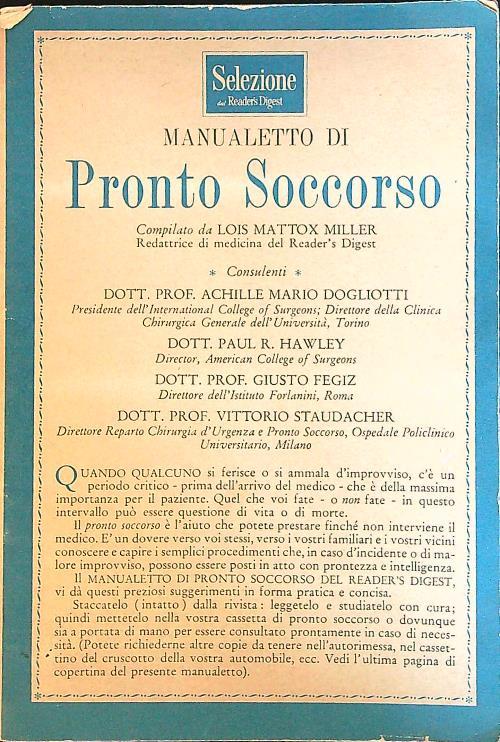 Selezione
dal Reader's Digest
MANUALETTO DI
Pronto Soccorso
Compilato da LOIS MATTOX MILLER
Redattrice di medicina del Reader's Digest
* Consulenti *
DOTT. PROF. ACHILLE MARIO DOGLIOTTI
Presidente dell'International College of Surgeons; Direttore della Clinica
Chirurgica Generale dell'Università, Torino
DOTT. PAUL R. HAWLEY
Director, American College of Surgeons
DOTT. PROF. GIUSTO FEGIZ
Direttore dell'Istituto Forlanini, Roma
DOTT. PROF. VITTORIO STAUDACHER
Direttore Reparto Chirurgia d'Urgenza e Pronto Soccorso, Ospedale Policlinico
Universitario, Milano
QUANDO QUALCUNO si ferisce o si ammala d'improvviso, c'è un
periodo critico - prima dell'arrivo del medico - che è della massima
importanza per il paziente. Quel che voi fate - o non fate - in questo
intervallo può essere questione di vita o di morte.
Il pronto soccorso è l'aiuto che potete prestare finché non interviene il
medico. E' un dovere verso voi stessi, verso i vostri familiari e i vostri vicini
conoscere e capire i semplici procedimenti che, in caso d'incidente o di ma-
lore improvviso, possono essere posti in atto con prontezza e intelligenza.
Il MANUALETTO DI PRONTO SOCCORSO DEL READER'S DIGEST,
vi dà questi preziosi suggerimenti in forma pratica e concisa.
Staccatelo (intatto) dalla rivista: leggetelo e studiatelo con cura;
quindi mettetelo nella vostra cassetta di pronto soccorso o dovunque
sia a portata di mano per essere consultato prontamente in caso di neces-
sità. (Potete richiederne altre copie da tenere nell'autorimessa, nel casset-
tino del cruscotto della vostra automobile, ecc. Vedi l'ultima pagina di
copertina del presente manualetto).